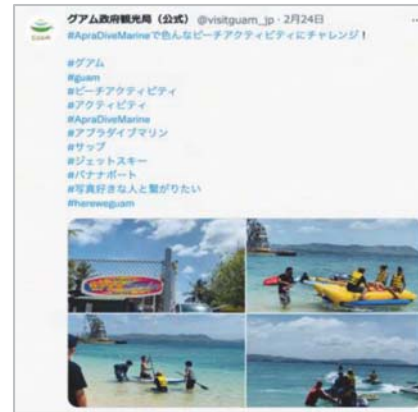 グアム政府観光局（公式） @visitguam_jp · 2月24日
#ApraDiveMarineで色んなビーチアクティビティにチャレンジ！
#グアム
#guam
#ビーチアクティビティ
#アクティビティ
#ApraDiveMarine
#アプラダイブマリン
#サップ
#ジェットスキー
#バナナボート
#写真好きな人と繋がりたい
#hereweguam
GUAM